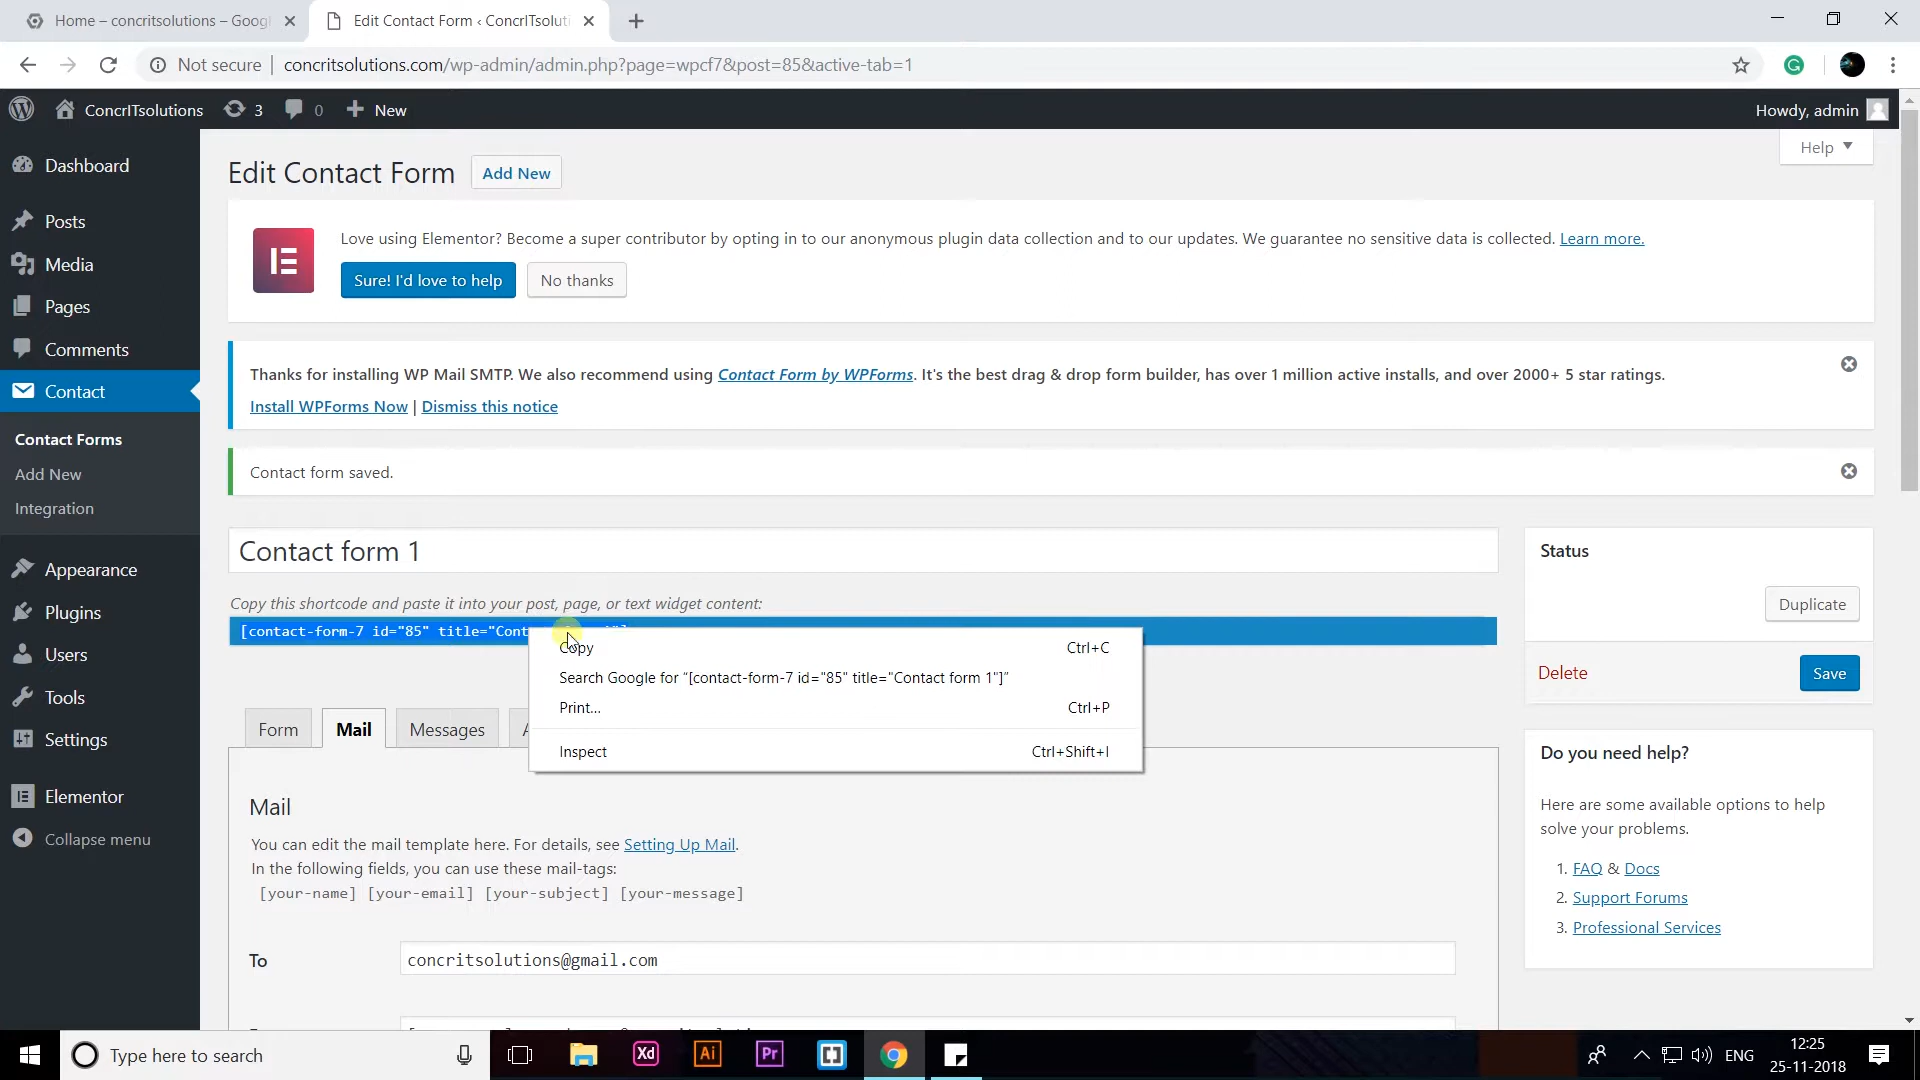 Home – concritsolutions – Googl
Edit Contact Form ‹ ConcrITsoluti
Not secure
concritsolutions.com/wp-admin/admin.php?page=wpcf7&post=85&active-tab=1
ConcrITsolutions
3
0
New
Howdy, admin
Help
Dashboard
Posts
Media
Pages
Comments
Contact
Contact Forms
Add New
Integration
Appearance
Plugins
Users
Tools
Settings
Elementor
Collapse menu
Edit Contact Form
Add New
Love using Elementor? Become a super contributor by opting in to our anonymous plugin data collection and to our updates. We guarantee no sensitive data is collected. Learn more.
Sure! I'd love to help
No thanks
Thanks for installing WP Mail SMTP. We also recommend using Contact Form by WPForms. It's the best drag & drop form builder, has over 1 million active installs, and over 2000+ 5 star ratings.
Install WPForms Now | Dismiss this notice
Contact form saved.
Contact form 1
Copy this shortcode and paste it into your post, page, or text widget content:
[contact-form-7 id="85" title="Cont
Copy Ctrl+C
Search Google for “[contact-form-7 id="85" title="Contact form 1"]”
Print... Ctrl+P
Inspect Ctrl+Shift+I
Form
Mail
Messages
Mail
You can edit the mail template here. For details, see Setting Up Mail.
In the following fields, you can use these mail-tags:
[your-name] [your-email] [your-subject] [your-message]
To
concritsolutions@gmail.com
Status
Duplicate
Delete
Save
Do you need help?
Here are some available options to help
solve your problems.
1. FAQ & Docs
2. Support Forums
3. Professional Services
Type here to search
Xd
Ai
Pr
ENG
12:25
25-11-2018